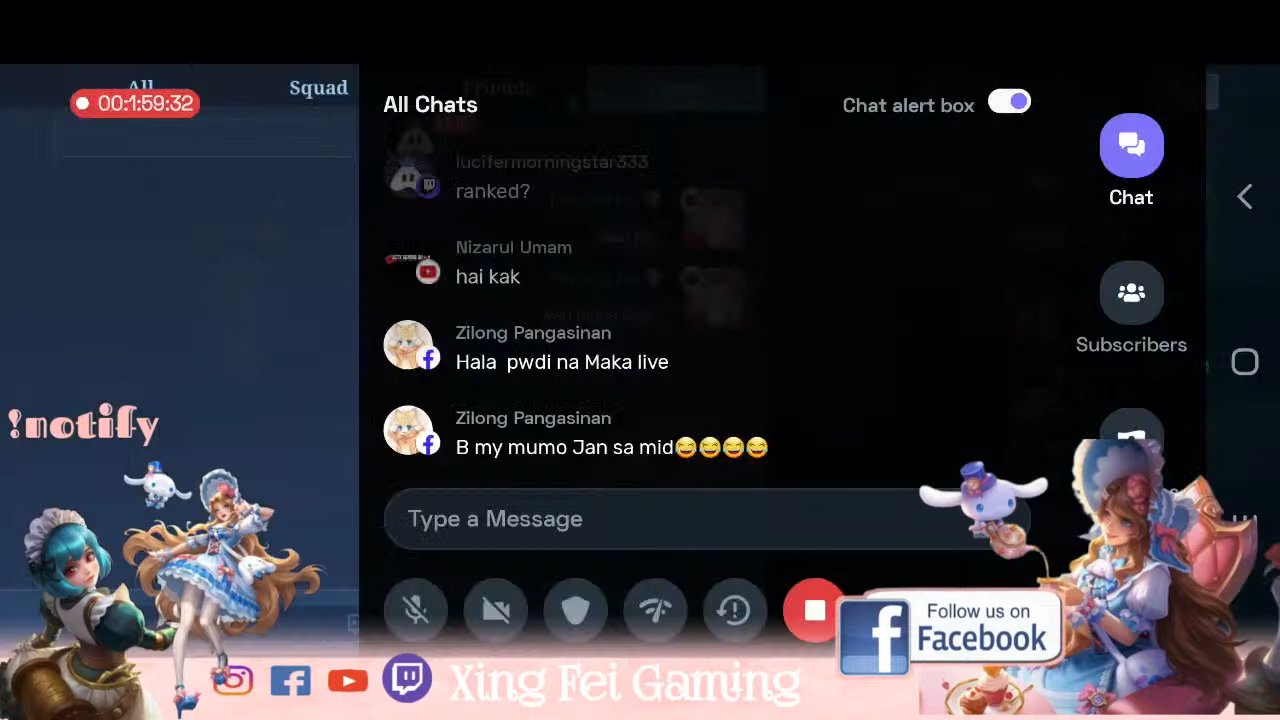 All
Squad
00:1:59:32
All Chats
Chat alert box
lucifermorningstar333
ranked?
Chat
Nizarul Umam
hai kak
Zilong Pangasinan
Hala pwdi na Maka live
Subscribers
Zilong Pangasinan
B my mumo Jan sa mid😂😂😂😂
!notify
Type a Message
Follow us on
Facebook
Xing Fei Gaming